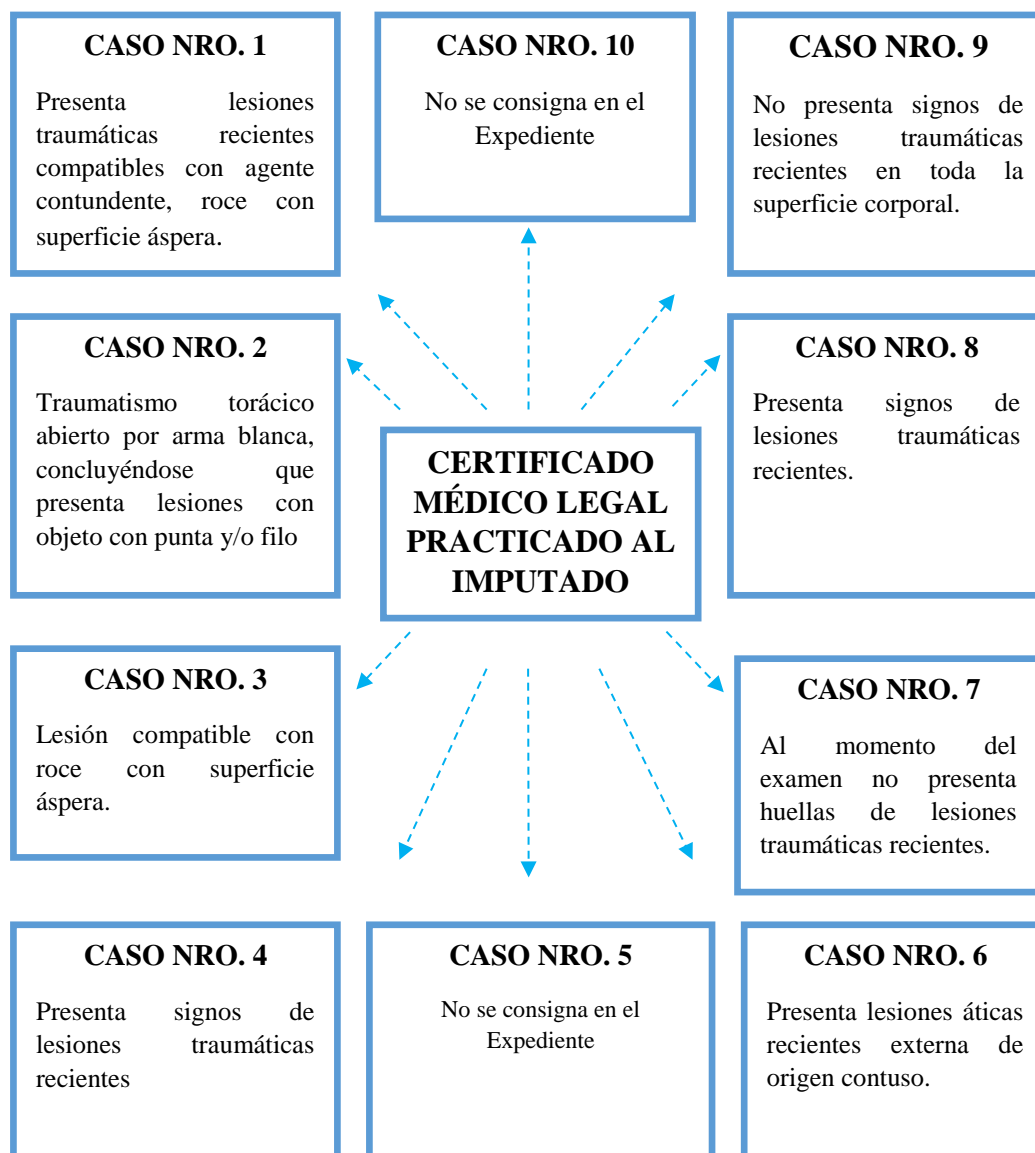 CASO NRO. 1
Presenta lesiones
traumáticas recientes
compatibles con agente
contundente, roce con
superficie áspera.
CASO NRO. 10
No se consigna en el
Expediente
CASO NRO. 9
No presenta signos de
lesiones traumáticas
recientes en toda la
superficie corporal.
CASO NRO. 2
Traumatismo torácico
abierto por arma blanca,
concluyéndose que
presenta lesiones con
objeto con punta y/o filo
CERTIFICADO
MÉDICO LEGAL
PRACTICADO AL
IMPUTADO
CASO NRO. 8
Presenta signos de
lesiones traumáticas
recientes.
CASO NRO. 3
Lesión compatible con
roce con superficie
áspera.
CASO NRO. 7
Al momento del
examen no presenta
huellas de lesiones
traumáticas recientes.
CASO NRO. 4
Presenta signos de
lesiones traumáticas
recientes
CASO NRO. 5
No se consigna en el
Expediente
CASO NRO. 6
Presenta lesiones áticas
recientes externa de
origen contuso.